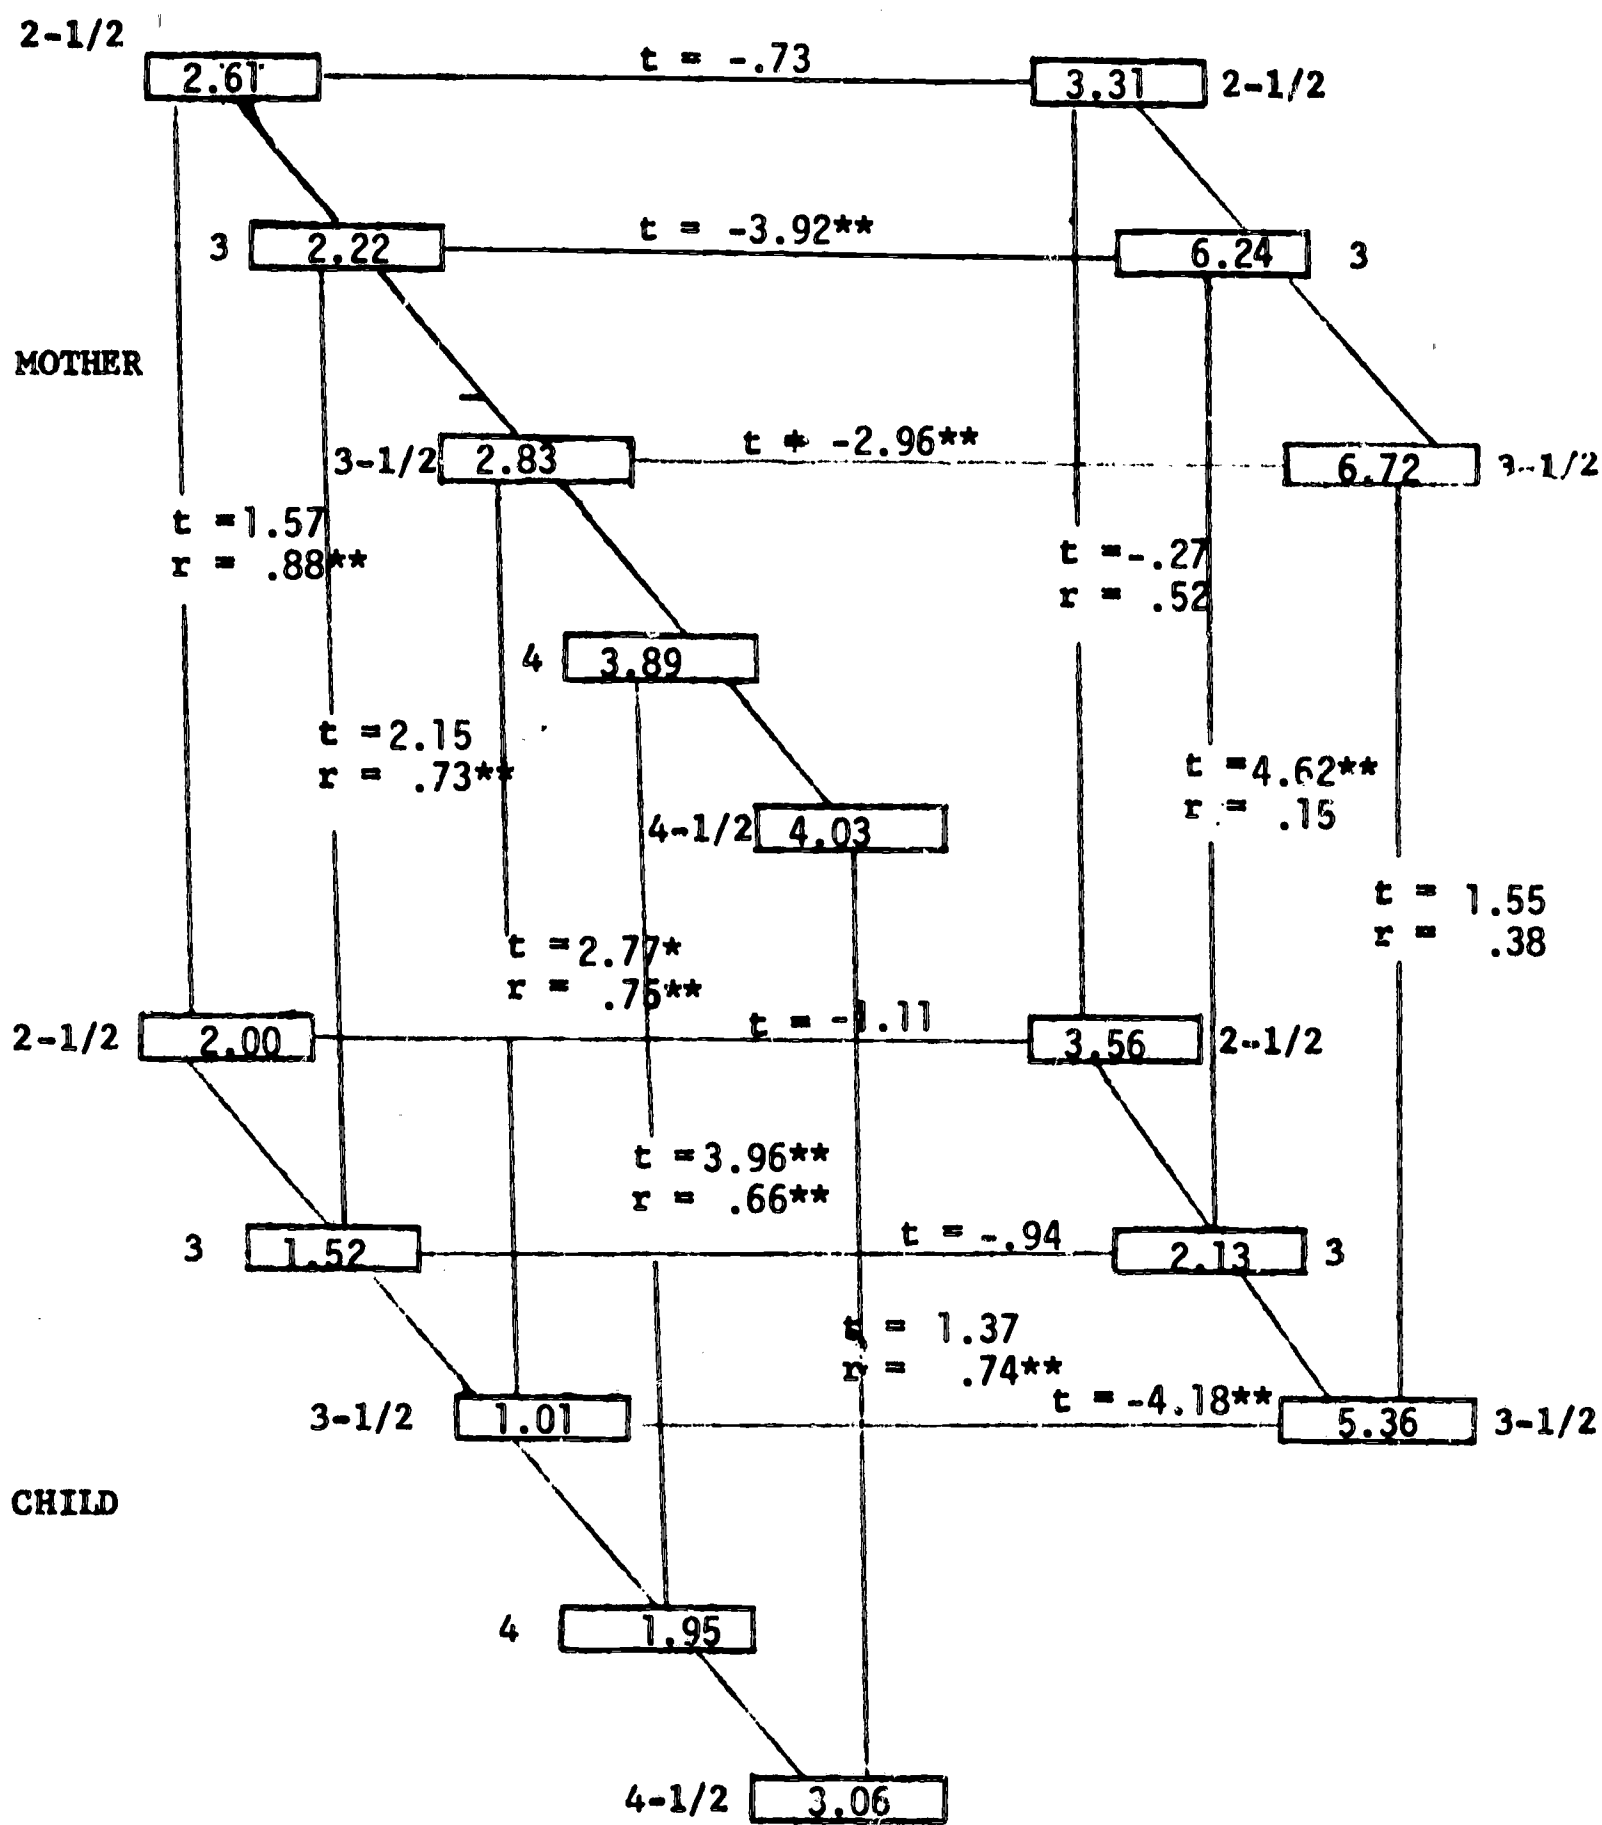 2-1/2
2.61 t = -.73 3.31 2-1/2
3 2.22 t = -3.92** 6.24 3
MOTHER
3-1/2 2.83 t = -2.96** 6.72 3-1/2
t =1.57
r = .88**
t =-.27
r = .52
4 3.89
t =2.15
r = .73**
t =4.62**
r = .15
4-1/2 4.03
t = 1.55
r = .38
t =2.77*
r = .75**
2-1/2 2.00 t = -1.11 3.56 2-1/2
t =3.96**
r = .66**
3 1.52 t = -.94 2.13 3
t = 1.37
r = .74**
3-1/2 1.01 t =-4.18** 5.36 3-1/2
CHILD
4 1.95
4-1/2 3.06